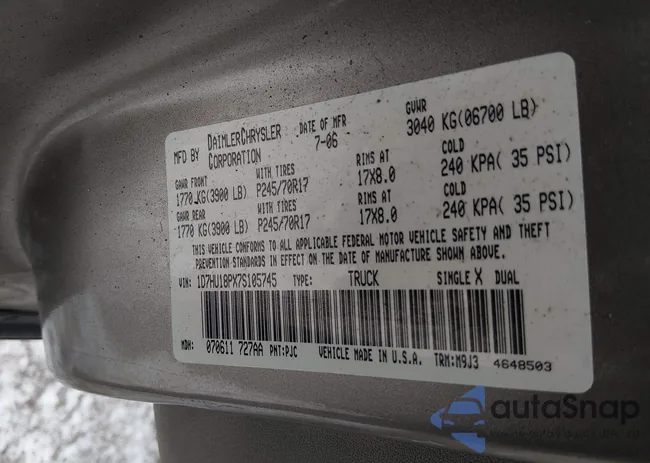 MFD BY DAIMLERCHRYSLER CORPORATION DATE OF MFR 7-06 GVWR 3040 KG(06700 LB)
GAWR FRONT WITH TIRES RIMS AT COLD
1770 KG(3900 LB) P245/70R17 17X8.0 240 KPA( 35 PSI)
GAWR REAR WITH TIRES RIMS AT COLD
1770 KG(3900 LB) P245/70R17 17X8.0 240 KPA( 35 PSI)
THIS VEHICLE CONFORMS TO ALL APPLICABLE FEDERAL MOTOR VEHICLE SAFETY AND THEFT
PREVENTION STANDARDS IN EFFECT ON THE DATE OF MANUFACTURE SHOWN ABOVE.
VIN: 1D7HU18PX7S105745 TYPE: TRUCK SINGLE X DUAL
MDH: 070611 727AA PNT:PJC VEHICLE MADE IN U.S.A. TRM:M9J3 4648503
autaSnap